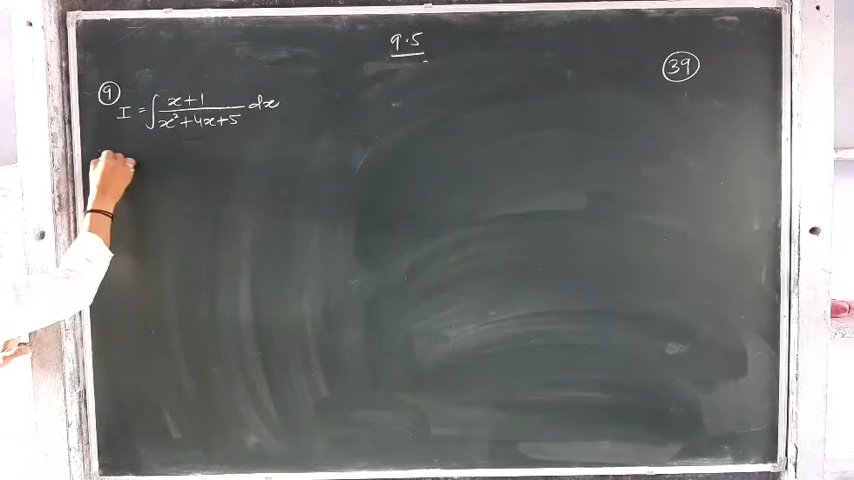 9.5
39
9 I = ∫ (x+1)/(x²+4x+5) dx